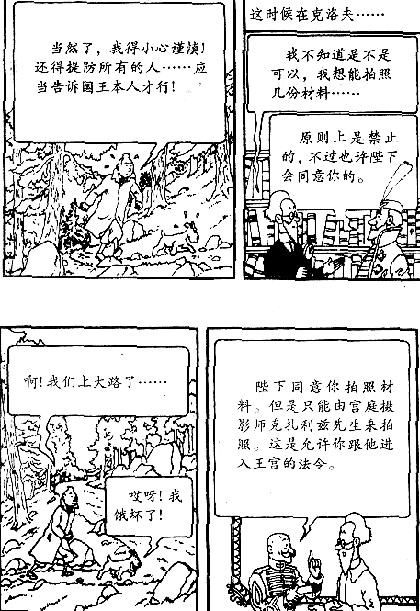 当然了，我得小心谨慎！
还得提防所有的人……应
当告诉国王本人才行！
这时候在克洛夫……
我不知道是不是
可以，我想能拍照
几份材料……
原则上是禁止
的，不过也许陛下
会同意你的。
啊！我们上大路了……
哎呀！我
饿坏了！
陛下同意你拍照材
料。但是只能由宫庭摄
影师克扎利兹先生来拍
照。这是允许你跟他进
入王宫的法令。